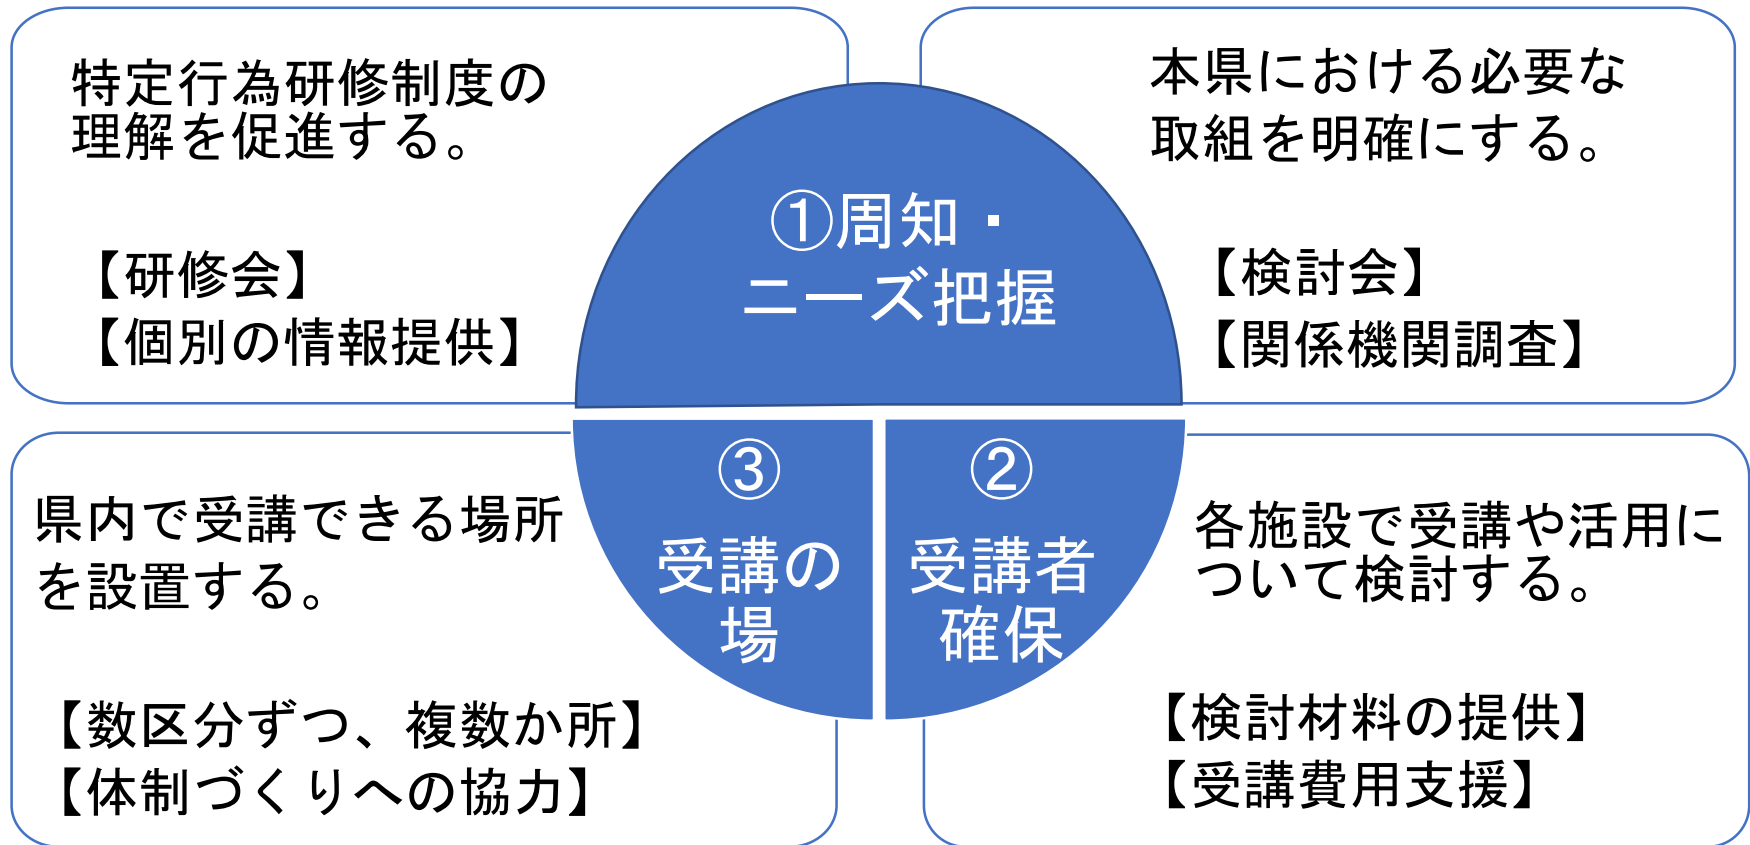 特定行為研修制度の
理解を促進する。
【研修会】
【個別の情報提供】
本県における必要な
取組を明確にする。
【検討会】
【関係機関調査】
①周知・
ニーズ把握
③
受講の
場
②
受講者
確保
県内で受講できる場所
を設置する。
【数区分ずつ、複数か所】
【体制づくりへの協力】
各施設で受講や活用に
ついて検討する。
【検討材料の提供】
【受講費用支援】